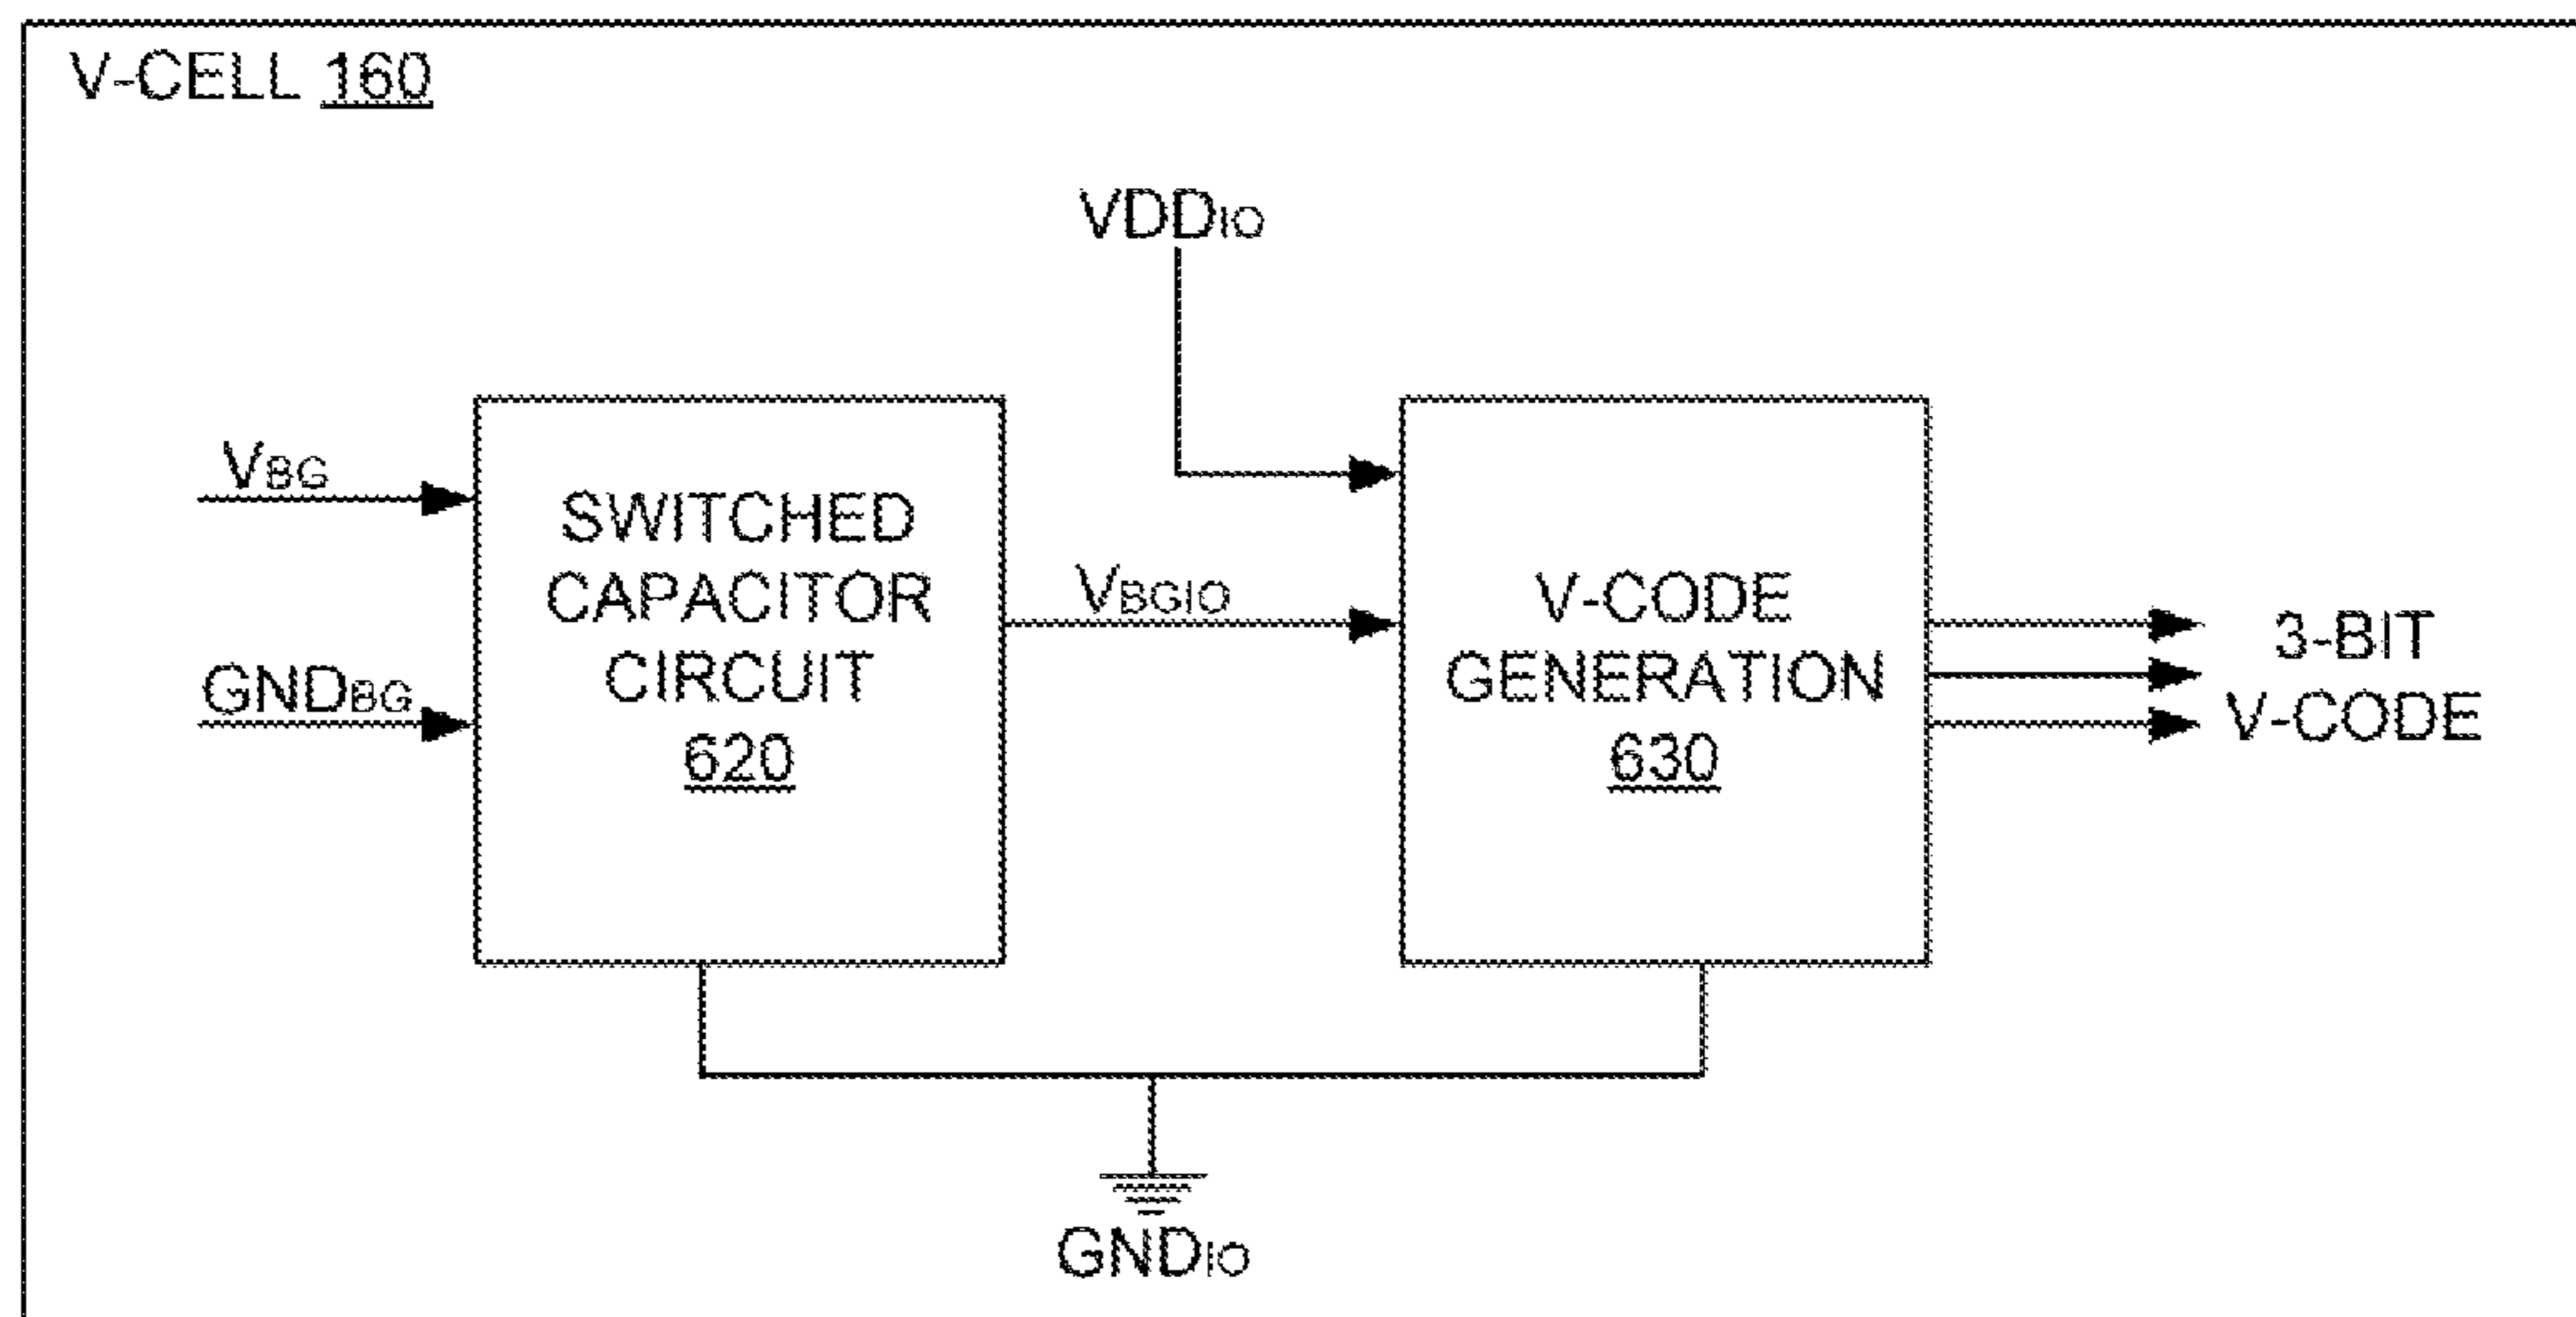 V-CELL 160
VDDIO
VBG
GNDBG
SWITCHED
CAPACITOR
CIRCUIT
620
VBGIO
V-CODE
GENERATION
630
3-BIT
V-CODE
GNDIO